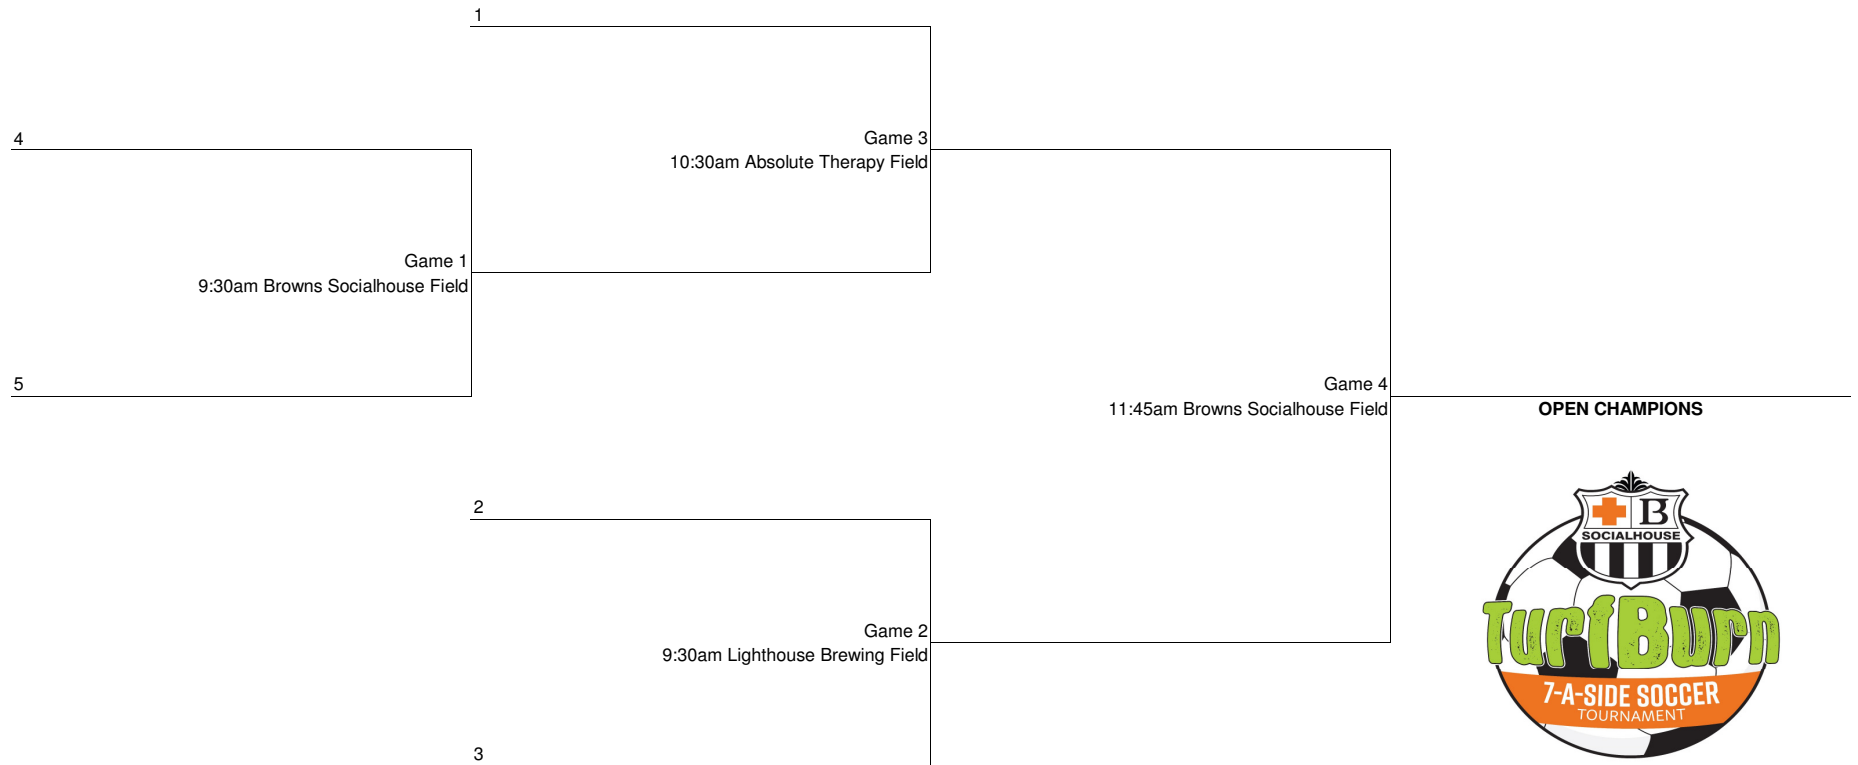 1
4
Game 3
10:30am Absolute Therapy Field
Game 1
9:30am Browns Socialhouse Field
5
Game 4
11:45am Browns Socialhouse Field
OPEN CHAMPIONS
2
B
SOCIALHOUSE
Game 2
9:30am Lighthouse Brewing Field
TurfBurn
7-A-SIDE SOCCER
TOURNAMENT
3